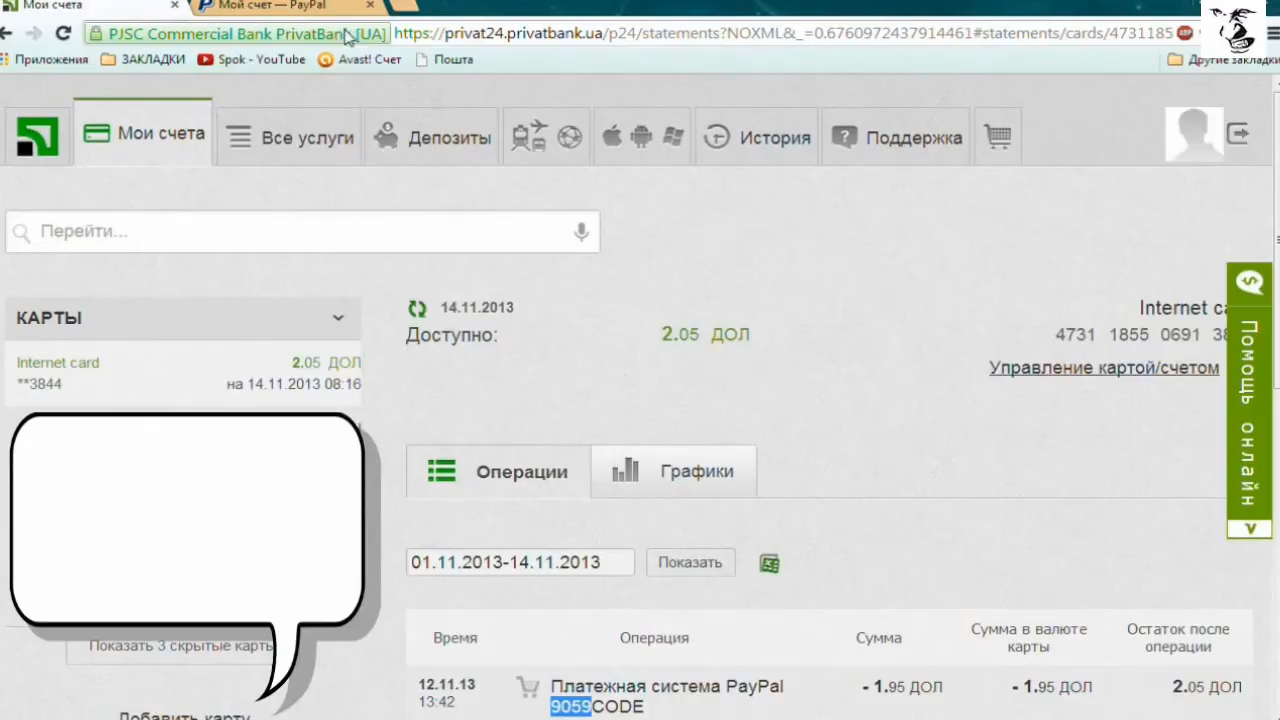 Мои счета
Мой счет — PayPal
PJSC Commercial Bank PrivatBank [UA]
https://privat24.privatbank.ua/p24/statements?NOXML&_=0.6760972437914461#statements/cards/4731185
Приложения
ЗАКЛАДКИ
Spok - YouTube
Avast! Счет
Почта
Другие закладки
Мои счета
Все услуги
Депозиты
История
Поддержка
Перейти...
КАРТЫ
Internet card
2.05 ДОЛ
**3844
на 14.11.2013 08:16
14.11.2013
Доступно:
2.05 ДОЛ
Internet ca
4731 1855 0691 38
Управление картой/счетом
Помощь онлайн
Операции
Графики
01.11.2013-14.11.2013
Показать
Время
Операция
Сумма
Сумма в валюте
карты
Остаток после
операции
12.11.13
13:42
Платежная система PayPal
9059CODE
- 1.95 ДОЛ
- 1.95 ДОЛ
2.05 ДОЛ
Показать 3 скрытые карты
Добавить карту